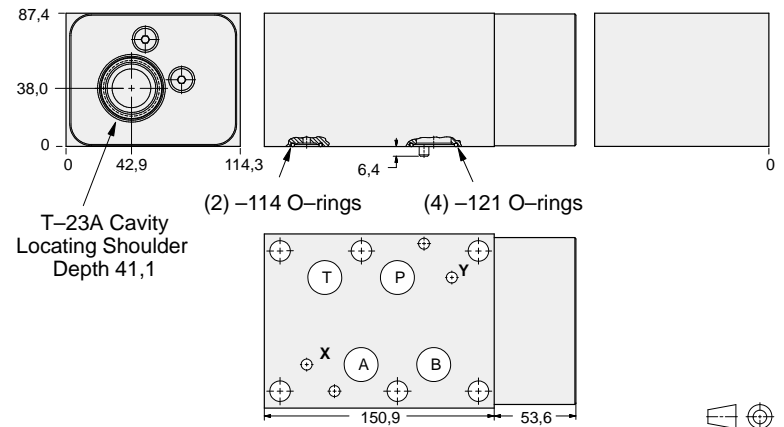 87,4
38,0
0
0
42,9
114,3
6,4
0
(2) –114 O–rings
(4) –121 O–rings
T–23A Cavity
Locating Shoulder
Depth 41,1
T
P
Y
X
A
B
150,9
53,6